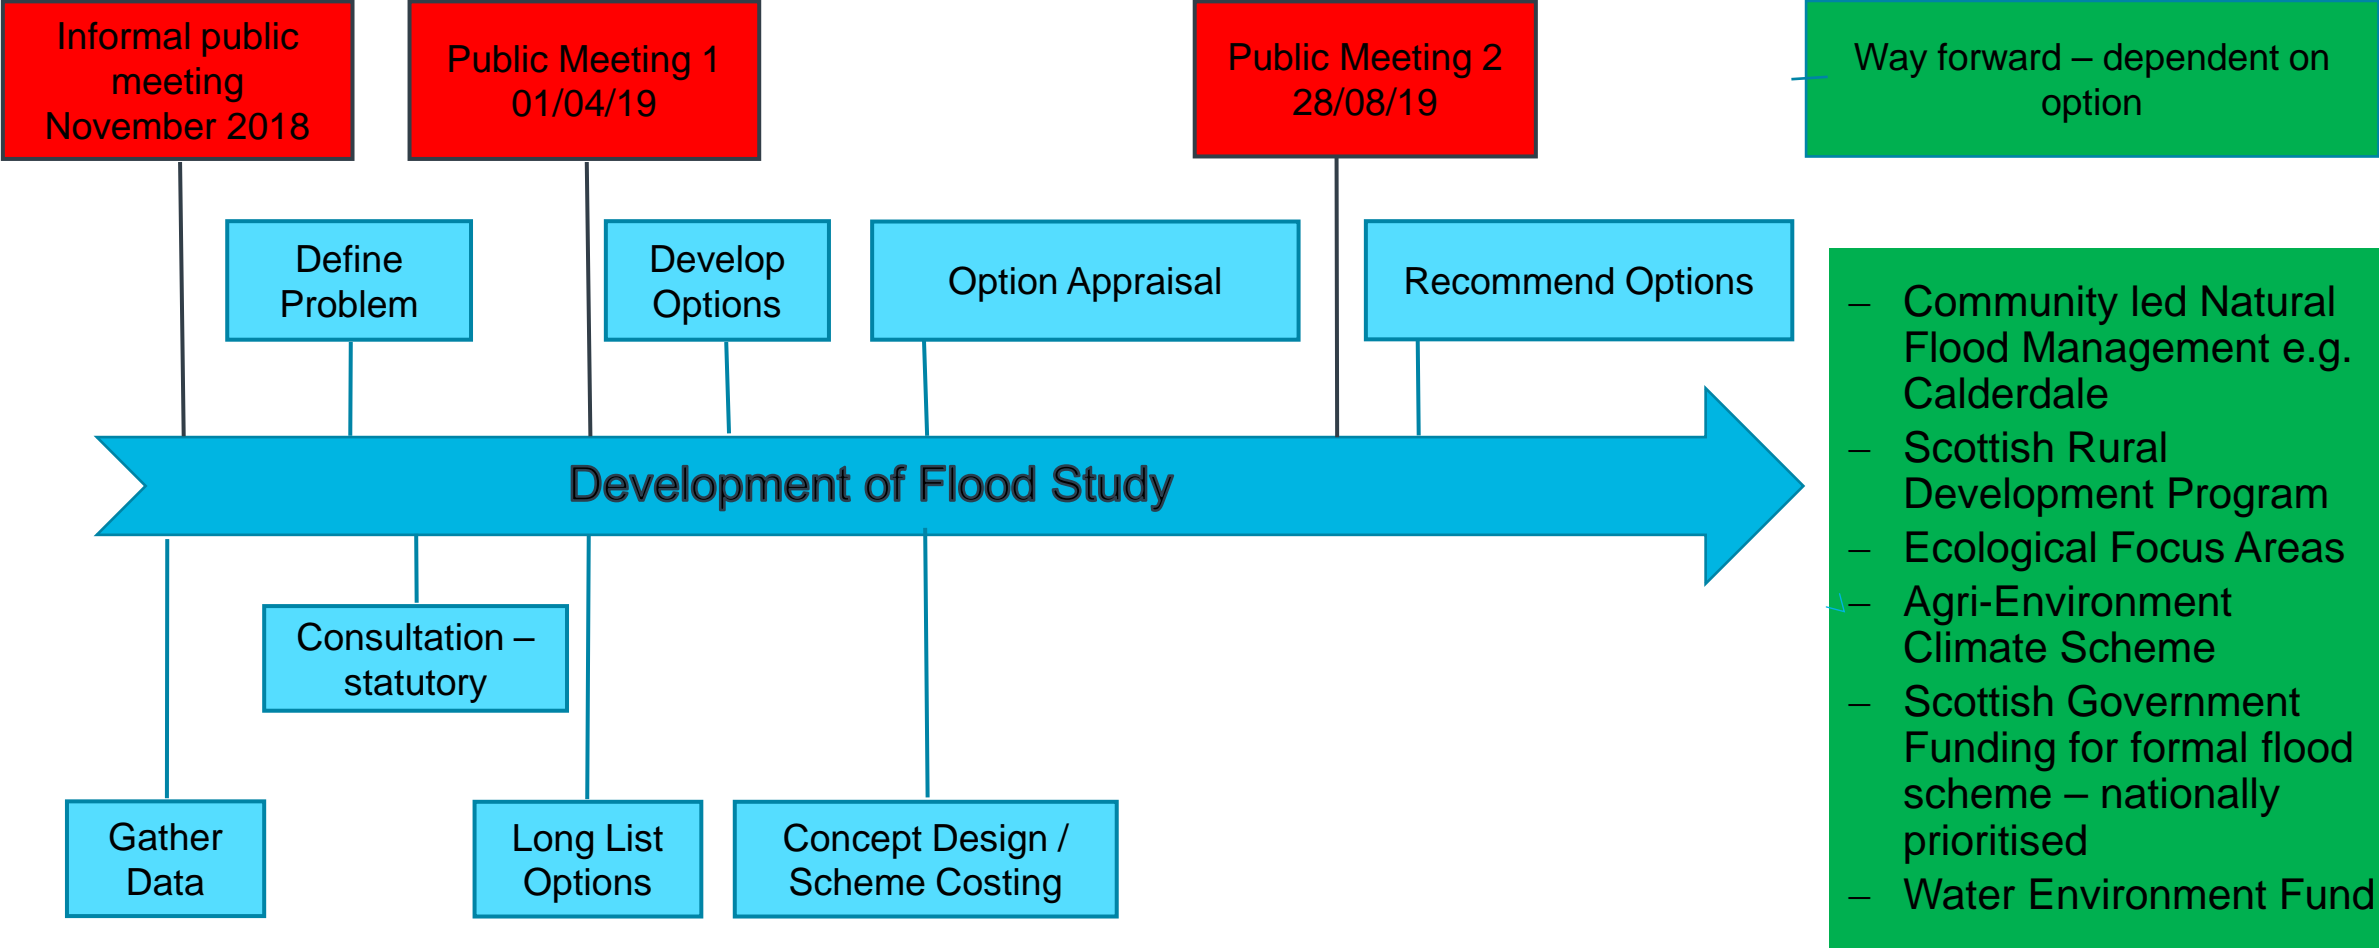 Informal public
meeting
November 2018
Public Meeting 1
01/04/19
Public Meeting 2
28/08/19
Way forward – dependent on
option
Define
Problem
Develop
Options
Option Appraisal
Recommend Options
Development of Flood Study
Consultation –
statutory
Gather
Data
Long List
Options
Concept Design /
Scheme Costing
– Community led Natural
Flood Management e.g.
Calderdale
– Scottish Rural
Development Program
– Ecological Focus Areas
– Agri-Environment
Climate Scheme
– Scottish Government
Funding for formal flood
scheme – nationally
prioritised
– Water Environment Fund